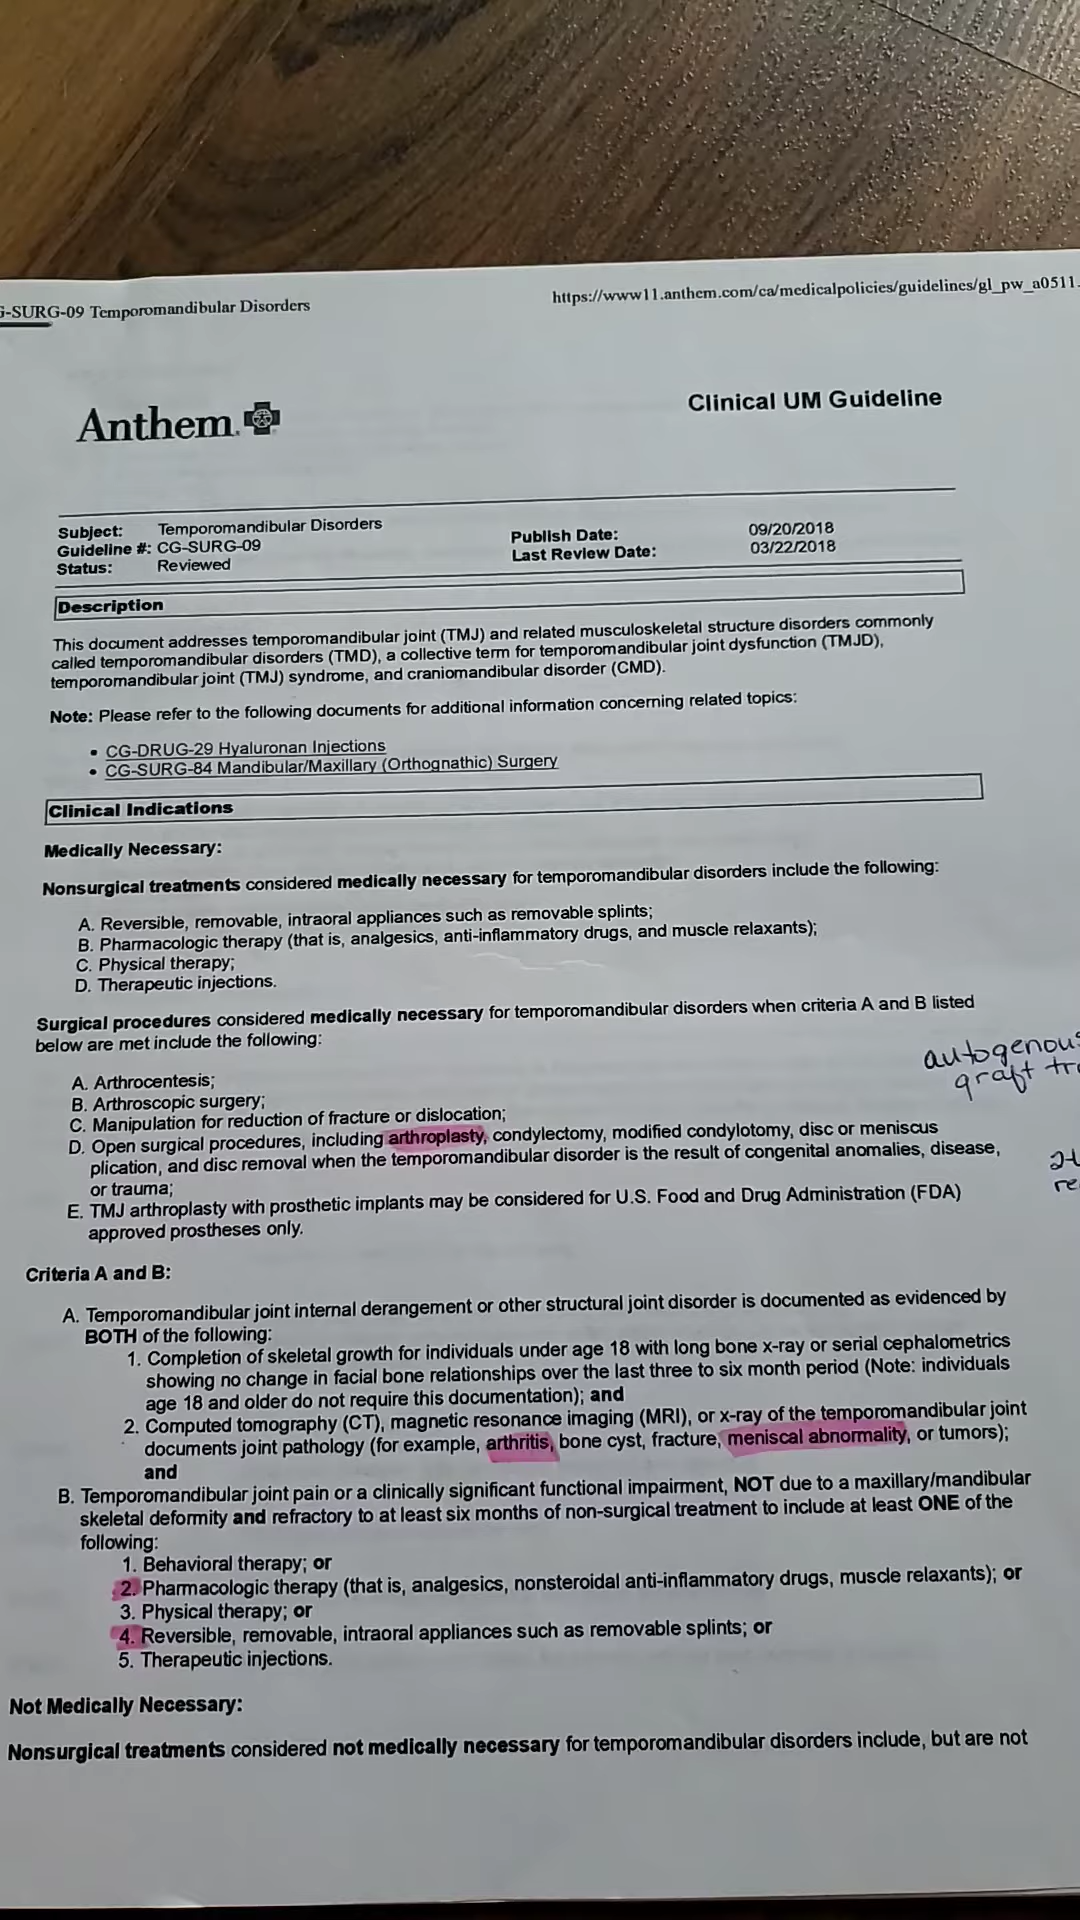 G-SURG-09 Temporomandibular Disorders
https://www11.anthem.com/ca/medicalpolicies/guidelines/gl_pw_a0511.
Anthem.
Clinical UM Guideline
Subject: Temporomandibular Disorders
Guideline #: CG-SURG-09
Status: Reviewed
Publish Date: 09/20/2018
Last Review Date: 03/22/2018
Description
This document addresses temporomandibular joint (TMJ) and related musculoskeletal structure disorders commonly
called temporomandibular disorders (TMD), a collective term for temporomandibular joint dysfunction (TMJD),
temporomandibular joint (TMJ) syndrome, and craniomandibular disorder (CMD).
Note: Please refer to the following documents for additional information concerning related topics:
• CG-DRUG-29 Hyaluronan Injections
• CG-SURG-84 Mandibular/Maxillary (Orthognathic) Surgery
Clinical Indications
Medically Necessary:
Nonsurgical treatments considered medically necessary for temporomandibular disorders include the following:
A. Reversible, removable, intraoral appliances such as removable splints;
B. Pharmacologic therapy (that is, analgesics, anti-inflammatory drugs, and muscle relaxants);
C. Physical therapy;
D. Therapeutic injections.
Surgical procedures considered medically necessary for temporomandibular disorders when criteria A and B listed
below are met include the following:
autogenous
graft
A. Arthrocentesis;
B. Arthroscopic surgery;
C. Manipulation for reduction of fracture or dislocation;
D. Open surgical procedures, including arthroplasty, condylectomy, modified condylotomy, disc or meniscus
plication, and disc removal when the temporomandibular disorder is the result of congenital anomalies, disease,
or trauma;
E. TMJ arthroplasty with prosthetic implants may be considered for U.S. Food and Drug Administration (FDA)
approved prostheses only.
Criteria A and B:
A. Temporomandibular joint internal derangement or other structural joint disorder is documented as evidenced by
BOTH of the following:
1. Completion of skeletal growth for individuals under age 18 with long bone x-ray or serial cephalometrics
showing no change in facial bone relationships over the last three to six month period (Note: individuals
age 18 and older do not require this documentation); and
2. Computed tomography (CT), magnetic resonance imaging (MRI), or x-ray of the temporomandibular joint
documents joint pathology (for example, arthritis, bone cyst, fracture, meniscal abnormality, or tumors);
and
B. Temporomandibular joint pain or a clinically significant functional impairment, NOT due to a maxillary/mandibular
skeletal deformity and refractory to at least six months of non-surgical treatment to include at least ONE of the
following:
1. Behavioral therapy; or
2. Pharmacologic therapy (that is, analgesics, nonsteroidal anti-inflammatory drugs, muscle relaxants); or
3. Physical therapy; or
4. Reversible, removable, intraoral appliances such as removable splints; or
5. Therapeutic injections.
Not Medically Necessary:
Nonsurgical treatments considered not medically necessary for temporomandibular disorders include, but are not